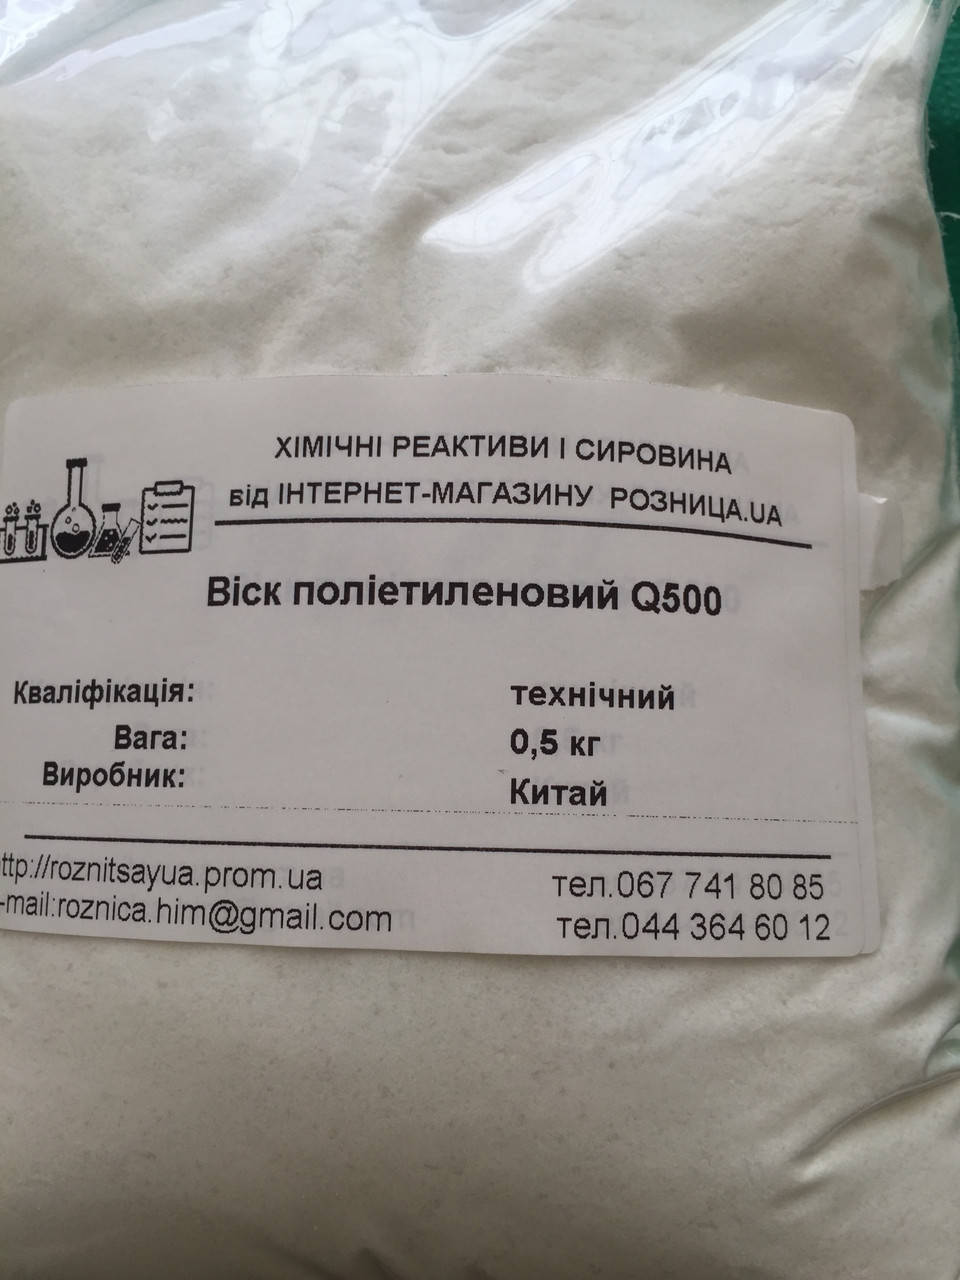 ХІМІЧНІ РЕАКТИВИ І СИРОВИНА
від ІНТЕРНЕТ-МАГАЗИНУ РОЗНИЦА.UA
Віск поліетиленовий Q500
Кваліфікація: технічний
Вага: 0,5 кг
Виробник: Китай
ttp://roznitsayua.prom.ua тел.067 741 80 85
-mail:roznica.him@gmail.com тел.044 364 60 12